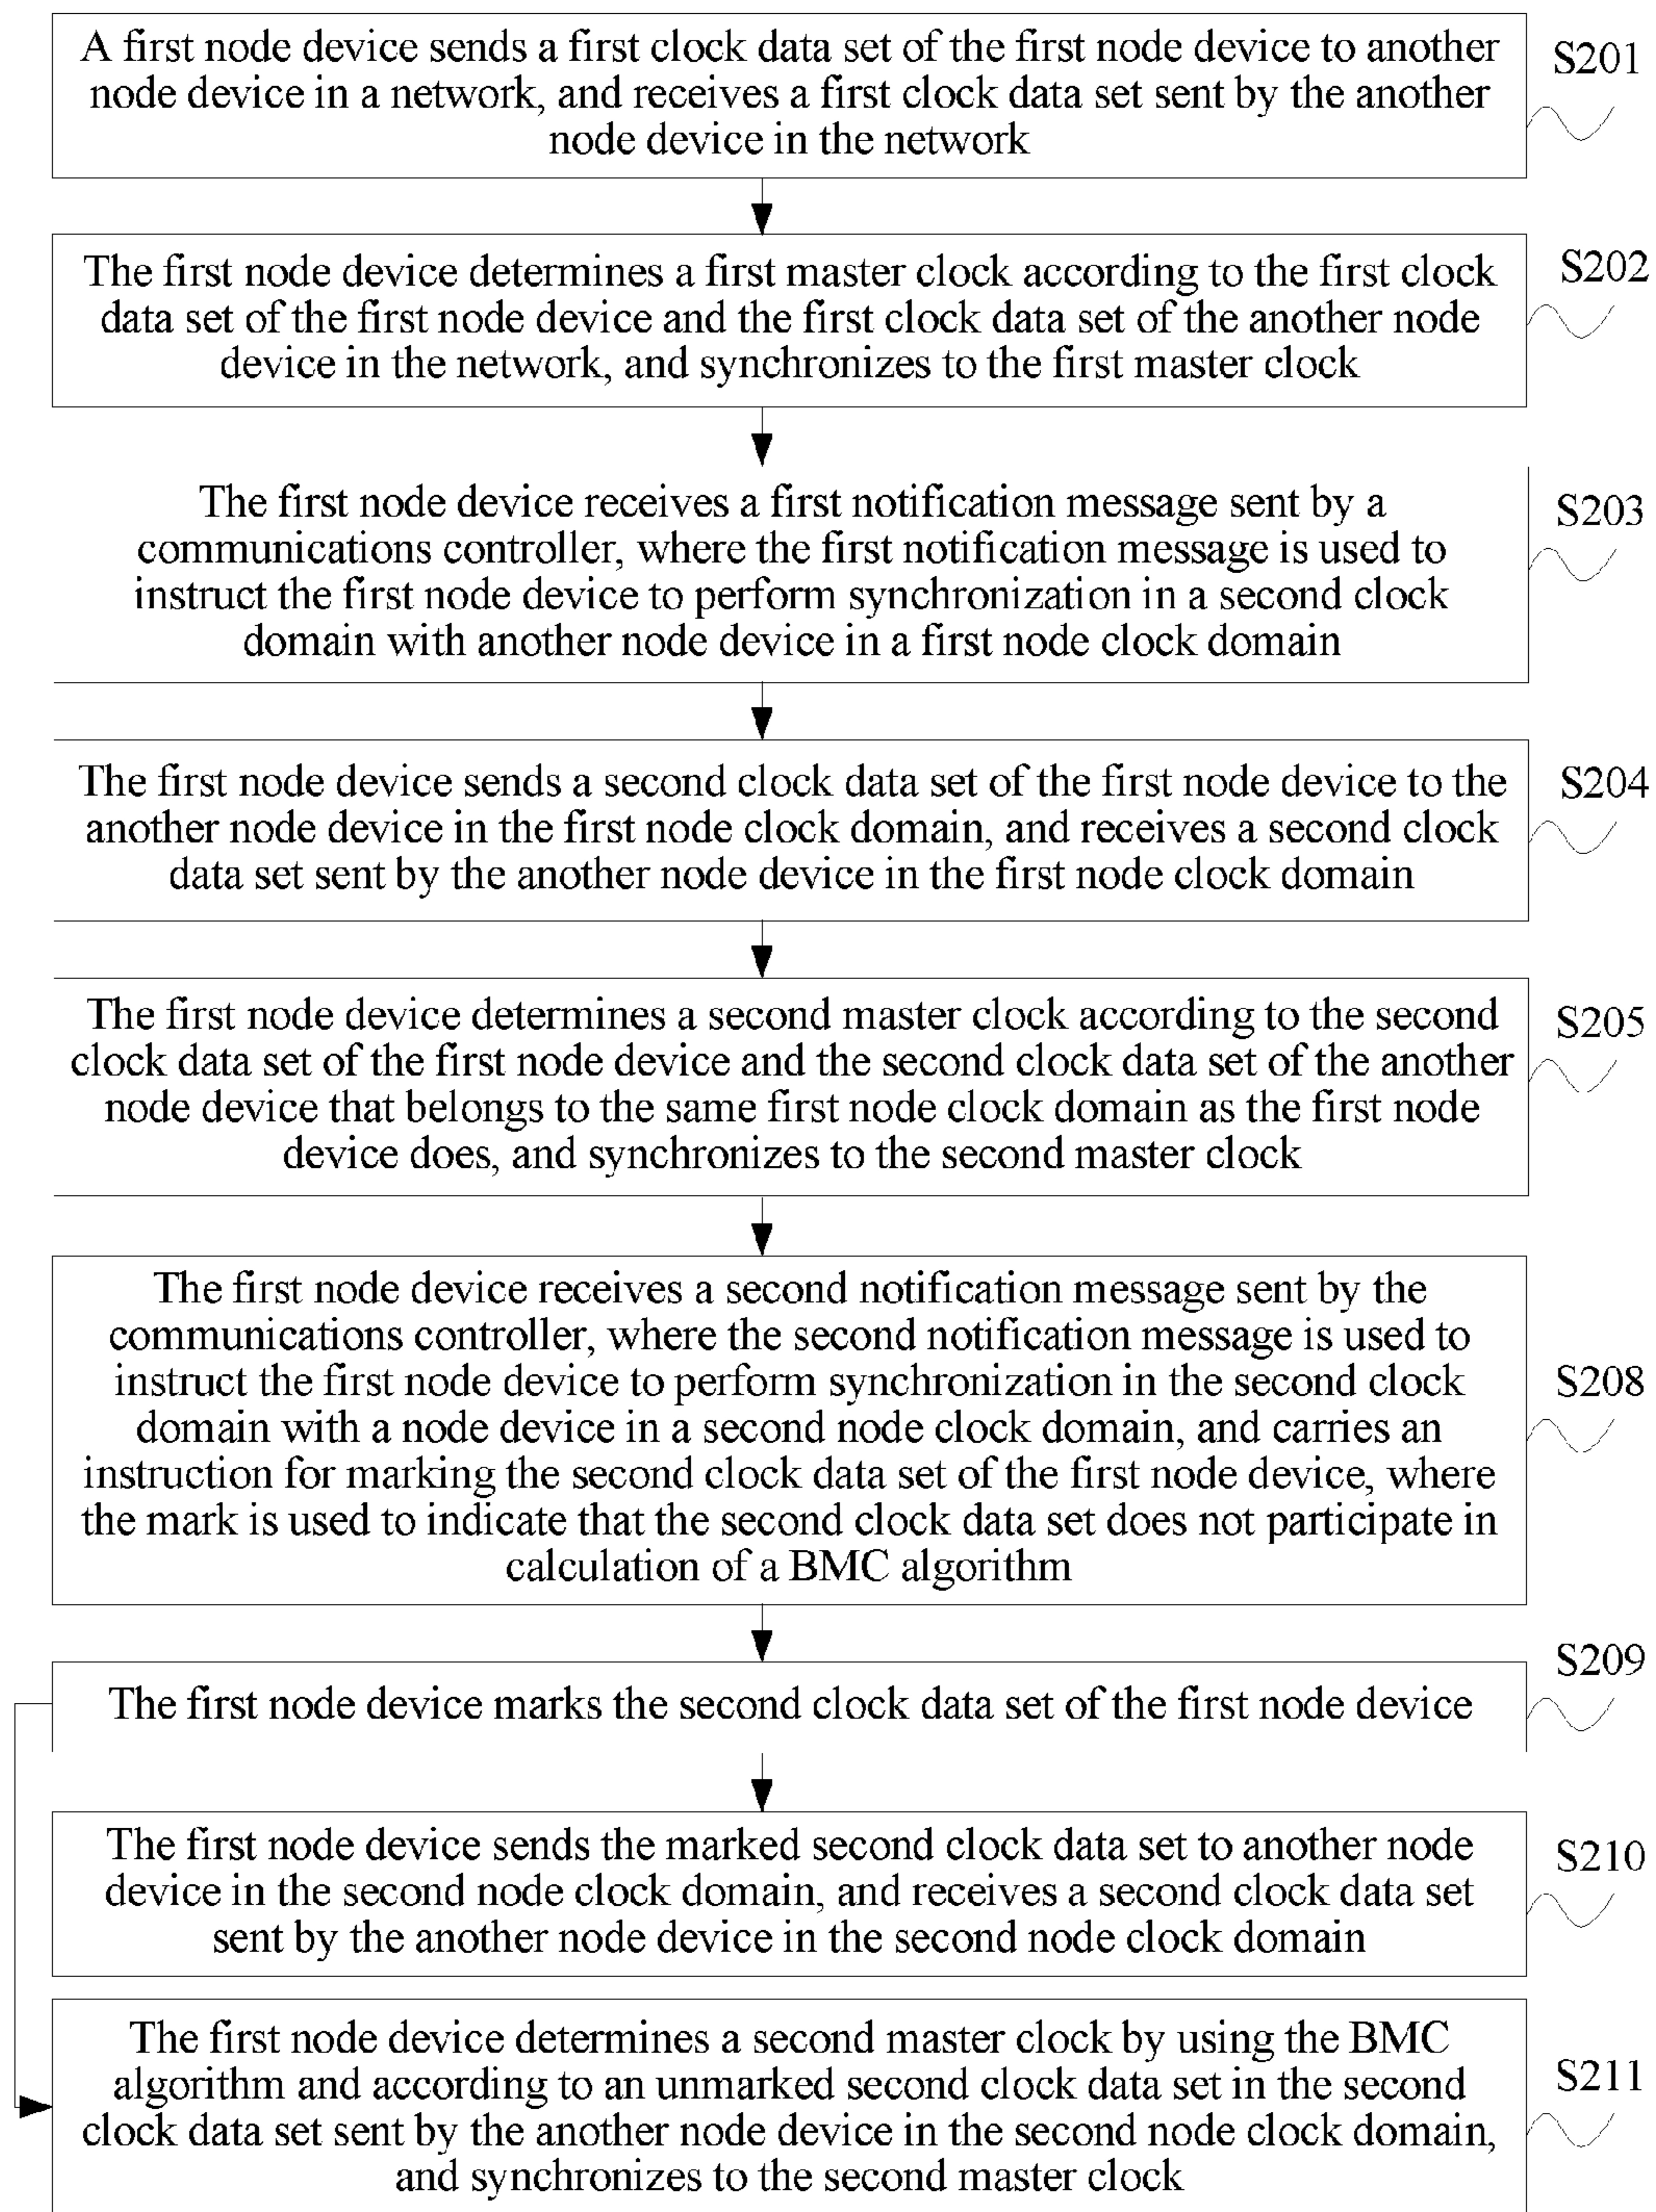 A first node device sends a first clock data set of the first node device to another
node device in a network, and receives a first clock data set sent by the another
node device in the network
S201
The first node device determines a first master clock according to the first clock
data set of the first node device and the first clock data set of the another node
device in the network, and synchronizes to the first master clock
S202
The first node device receives a first notification message sent by a
communications controller, where the first notification message is used to
instruct the first node device to perform synchronization in a second clock
domain with another node device in a first node clock domain
S203
The first node device sends a second clock data set of the first node device to the
another node device in the first node clock domain, and receives a second clock
data set sent by the another node device in the first node clock domain
S204
The first node device determines a second master clock according to the second
clock data set of the first node device and the second clock data set of the another
node device that belongs to the same first node clock domain as the first node
device does, and synchronizes to the second master clock
S205
The first node device receives a second notification message sent by the
communications controller, where the second notification message is used to
instruct the first node device to perform synchronization in the second clock
domain with a node device in a second node clock domain, and carries an
instruction for marking the second clock data set of the first node device, where
the mark is used to indicate that the second clock data set does not participate in
calculation of a BMC algorithm
S208
The first node device marks the second clock data set of the first node device
S209
The first node device sends the marked second clock data set to another node
device in the second node clock domain, and receives a second clock data set
sent by the another node device in the second node clock domain
S210
The first node device determines a second master clock by using the BMC
algorithm and according to an unmarked second clock data set in the second
clock data set sent by the another node device in the second node clock domain,
and synchronizes to the second master clock
S211